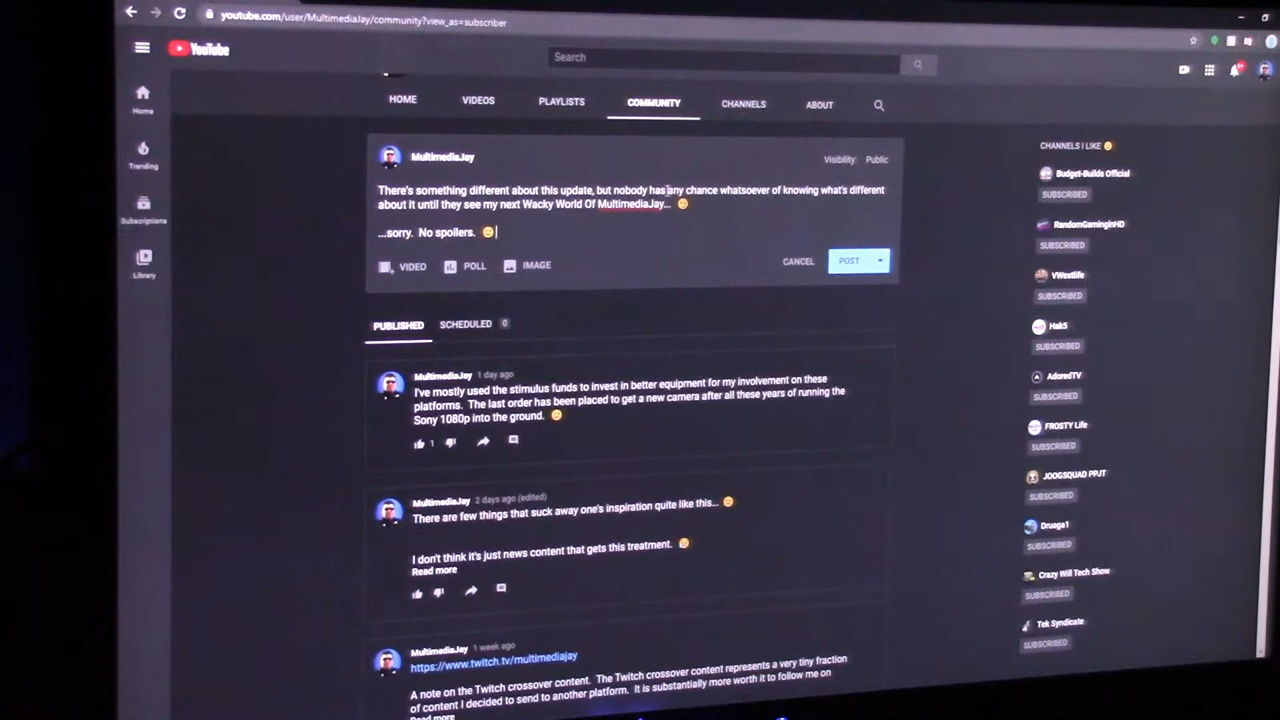 youtube.com/user/MultimediaJay/community?view_as=subscriber
YouTube
Search
Home
Trending
Subscriptions
Library
HOME VIDEOS PLAYLISTS COMMUNITY CHANNELS ABOUT
MultimediaJay
Visibility: Public
There's something different about this update, but nobody has any chance whatsoever of knowing what's different
about it until they see my next Wacky World Of MultimediaJay...
...sorry. No spoilers.
VIDEO POLL IMAGE
CANCEL POST
PUBLISHED SCHEDULED 0
MultimediaJay 1 day ago
I've mostly used the stimulus funds to invest in better equipment for my involvement on these
platforms. The last order has been placed to get a new camera after all these years of running the
Sony 1080p into the ground.
1
MultimediaJay 2 days ago (edited)
There are few things that suck away one's inspiration quite like this...
I don't think it's just news content that gets this treatment.
Read more
MultimediaJay 1 week ago
https://www.twitch.tv/multimediajay
A note on the Twitch crossover content. The Twitch crossover content represents a very tiny fraction
of content I decided to send to another platform. It is substantially more worth it to follow me on
Read more
CHANNELS I LIKE
Budget-Builds Official
SUBSCRIBED
RandomGaminginHD
SUBSCRIBED
VWestlife
SUBSCRIBED
Hak5
SUBSCRIBED
AdoredTV
SUBSCRIBED
FROSTY Life
SUBSCRIBED
JOOGSQUAD PPJT
SUBSCRIBED
Druaga1
SUBSCRIBED
Crazy Will Tech Show
SUBSCRIBED
Tek Syndicate
SUBSCRIBED